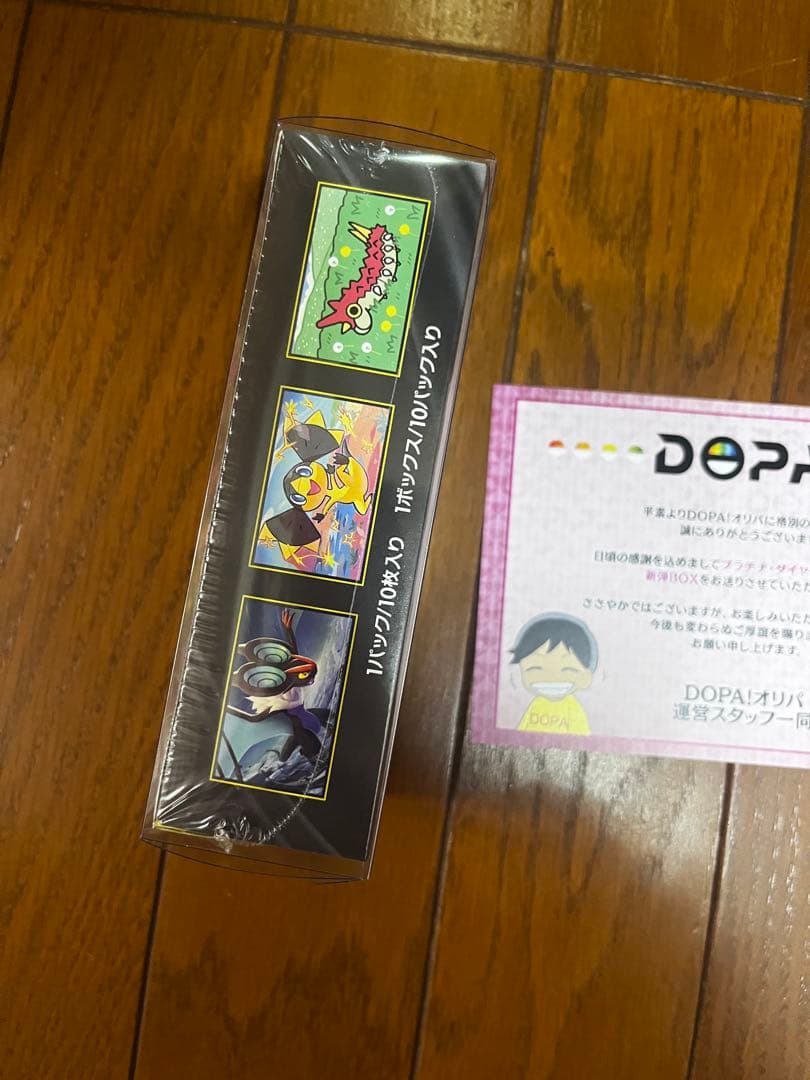 1パック/10枚入り 1ボックス/10パック入り
DOPA
平素よりDOPA!オリパに格別の
誠にありがとうございま
日頃の感謝を込めましてプラチナ・ダイヤ
新弾BOXをお送りさせていただ
ささやかではございますが、お楽しみいただ
今後も変わらぬご厚誼を賜り
お願い申し上げます。
DOPA!オリパ
運営スタッフ一同
DOPA